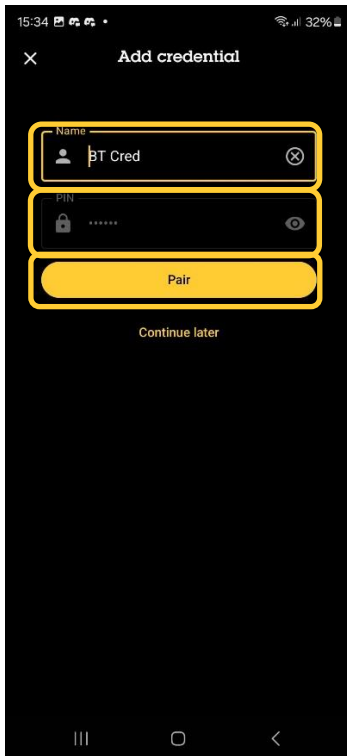 15:34 32%
Add credential
Name
BT Cred
PIN
••••••
Pair
Continue later